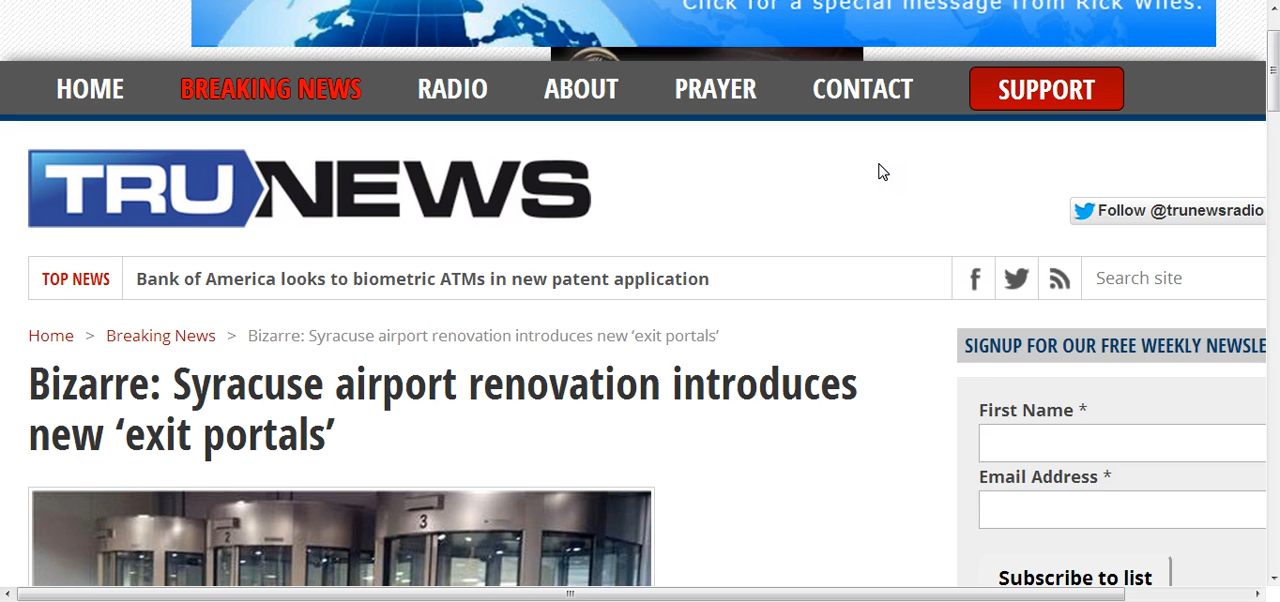 Click for a special message from Rick Wiles.
HOME BREAKING NEWS RADIO ABOUT PRAYER CONTACT SUPPORT
TRUNEWS
Follow @trunewsradio
TOP NEWS Bank of America looks to biometric ATMs in new patent application Search site
Home > Breaking News > Bizarre: Syracuse airport renovation introduces new ‘exit portals’
Bizarre: Syracuse airport renovation introduces
new ‘exit portals’
SIGNUP FOR OUR FREE WEEKLY NEWSLE
First Name *
Email Address *
Subscribe to list
2
3